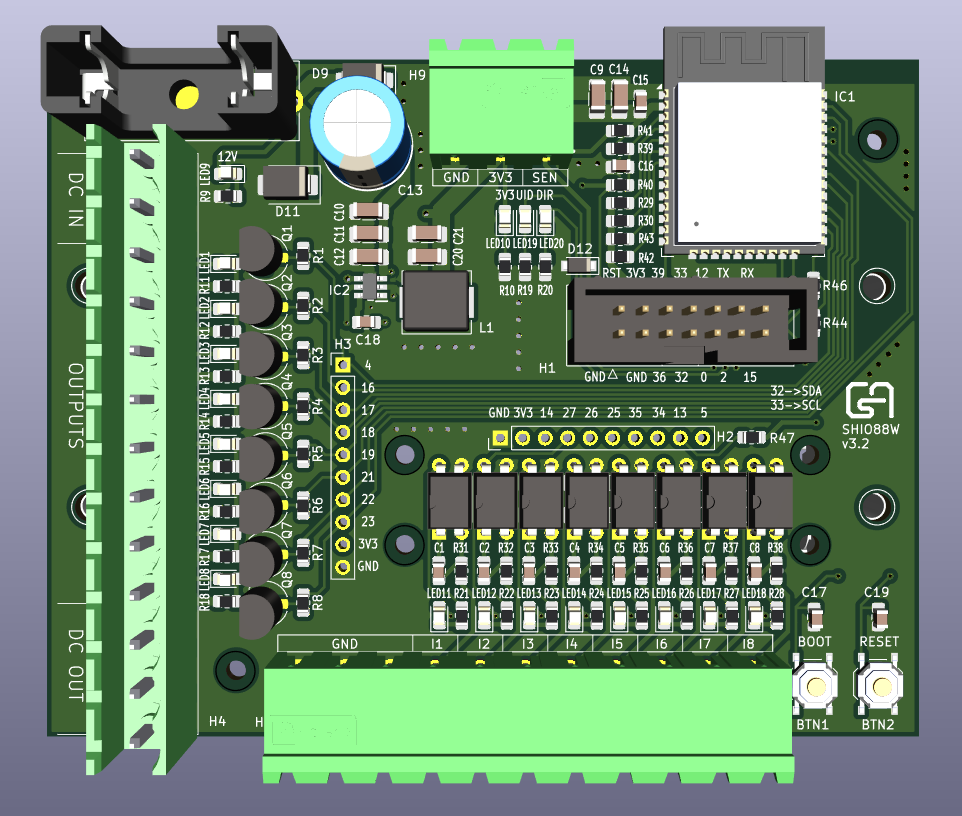 D9
H9
C9 C14
C15
IC1
12V
LED9
R9
D11
C13
GND 3V3 SEN
3V3 UID DIR
LED10 LED19 LED20
R10 R19 R20
D12
R41
R39
C16
R40
R29
R30
R43
R42
DC IN
OUTPUTS
DC OUT
C10
C11
C12
C21
C20
IC2
C18
L1
RST 3V3 39 33 12 TX RX
R46
R44
H1
GND GND 36 32 0 2 15
32->SDA
33->SCL
SHIO88W
v3.2
LED1
R11
LED2
R12
LED3
R13
LED4
R14
LED5
R15
LED6
R16
LED7
R17
LED8
R18
Q1
Q2
Q3
Q4
Q5
Q6
Q7
Q8
R1
R2
R3
R4
R5
R6
R7
R8
H3
4
16
17
18
19
21
22
23
3V3
GND
GND 3V3 14 27 26 25 35 34 13 5
H2
R47
C1 R31 C2 R32 C3 R33 C4 R34 C5 R35 C6 R36 C7 R37 C8 R38
LED11 R21 LED12 R22 LED13 R23 LED14 R24 LED15 R25 LED16 R26 LED17 R27 LED18 R28
GND I1 I2 I3 I4 I5 I6 I7 I8
C17 C19
BOOT RESET
BTN1 BTN2
H4